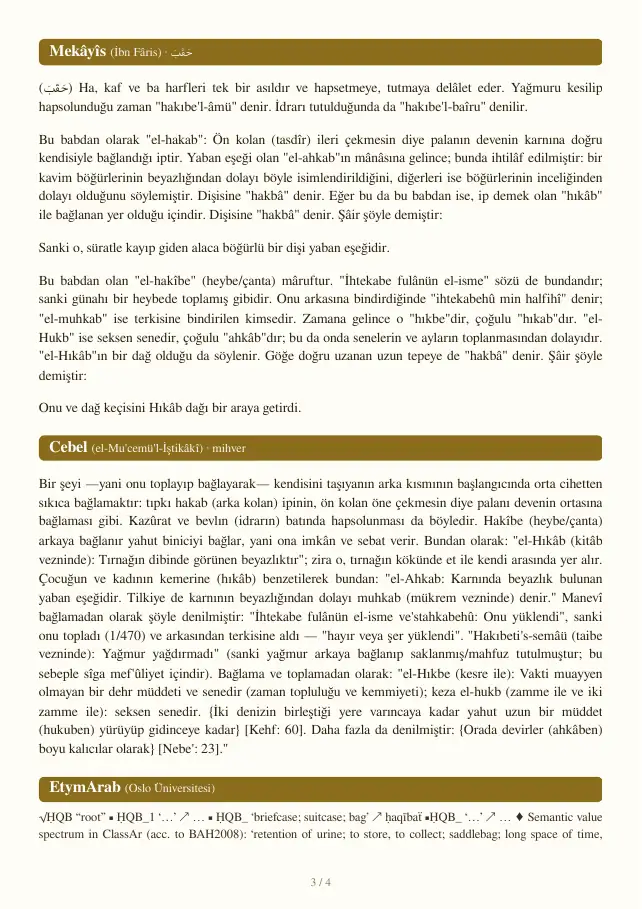 Mekâyîs (İbn Fâris) · حَقَبَ
(حَقَبَ) Ha, kaf ve ba harfleri tek bir asıldır ve hapsetmeye, tutmaya delâlet eder. Yağmuru kesilip
hapsolunduğu zaman "hakıbe'l-âmü" denir. İdrarı tutulduğunda da "hakıbe'l-baîru" denilir.
Bu babdan olarak "el-hakab": Ön kolan (tasdîr) ileri çekmesin diye palanın devenin karnına doğru
kendisiyle bağlandığı iptir. Yaban eşeği olan "el-ahkab"ın mânâsına gelince; bunda ihtilâf edilmiştir: bir
kavim böğürlerinin beyazlığından dolayı böyle isimlendirildiğini, diğerleri ise böğürlerinin inceliğinden
dolayı olduğunu söylemiştir. Dişisine "hakbâ" denir. Eğer bu da bu babdan ise, ip demek olan "hıkâb"
ile bağlanan yer olduğu içindir. Dişisine "hakbâ" denir. Şâir şöyle demiştir:
Sanki o, süratle kayıp giden alaca böğürlü bir dişi yaban eşeğidir.
Bu babdan olan "el-hakîbe" (heybe/çanta) mâruftur. "İhtekabe fulânün el-isme" sözü de bundandır;
sanki günahı bir heybede toplamış gibidir. Onu arkasına bindirdiğinde "ihtekabehû min halfihî" denir;
"el-muhkab" ise terkisine bindirilen kimsedir. Zamana gelince o "hıkbe"dir, çoğulu "hıkab"dır. "el-
Hukb" ise seksen senedir, çoğulu "ahkâb"dır; bu da onda senelerin ve ayların toplanmasından dolayıdır.
"el-Hıkâb"ın bir dağ olduğu da söylenir. Göğe doğru uzanan uzun tepeye de "hakbâ" denir. Şâir şöyle
demiştir:
Onu ve dağ keçisini Hıkâb dağı bir araya getirdi.
Cebel (el-Mu'cemü'l-İştikâkî) · mihver
Bir şeyi —yani onu toplayıp bağlayarak— kendisini taşıyanın arka kısmının başlangıcında orta cihetten
sıkıca bağlamaktır: tıpkı hakab (arka kolan) ipinin, ön kolan öne çekmesin diye palanı devenin ortasına
bağlaması gibi. Kazûrat ve bevlın (idrarın) batında hapsolunması da böyledir. Hakîbe (heybe/çanta)
arkaya bağlanır yahut biniciyi bağlar, yani ona imkân ve sebat verir. Bundan olarak: "el-Hıkâb (kitâb
vezninde): Tırnağın dibinde görünen beyazlıktır"; zira o, tırnağın kökünde et ile kendi arasında yer alır.
Çocuğun ve kadının kemerine (hıkâb) benzetilerek bundan: "el-Ahkab: Karnında beyazlık bulunan
yaban eşeğidir. Tilkiye de karnının beyazlığından dolayı muhkab (mükrem vezninde) denir." Manevî
bağlamadan olarak şöyle denilmiştir: "İhtekabe fulânün el-isme ve'stahkabehû: Onu yüklendi", sanki
onu topladı (1/470) ve arkasından terkisine aldı — "hayır veya şer yüklendi". "Hakıbeti's-semâü (taibe
vezninde): Yağmur yağdırmadı" (sanki yağmur arkaya bağlanıp saklanmış/mahfuz tutulmuştur; bu
sebeple sîga mef'ûliyet içindir). Bağlama ve toplamadan olarak: "el-Hıkbe (kesre ile): Vakti muayyen
olmayan bir dehr müddeti ve senedir (zaman topluluğu ve kemmiyeti); keza el-hukb (zamme ile ve iki
zamme ile): seksen senedir. {İki denizin birleştiği yere varıncaya kadar yahut uzun bir müddet
(hukuben) yürüyüp gidinceye kadar} [Kehf: 60]. Daha fazla da denilmiştir: {Orada devirler (ahkâben)
boyu kalıcılar olarak} [Nebe': 23]."
EtymArab (Oslo Üniversitesi)
√ḤQB “root” ▪ ḤQB_1 ‘…’ ↗ … ▪ ḤQB_ ‘briefcase; suitcase; bag’ ↗ ḥaqībaẗ ▪ḤQB_ ‘…’ ↗ … ♦ Semantic value
spectrum in ClassAr (acc. to BAH2008): ‘retention of urine; to store, to collect; saddlebag; long space of time,
3 / 4